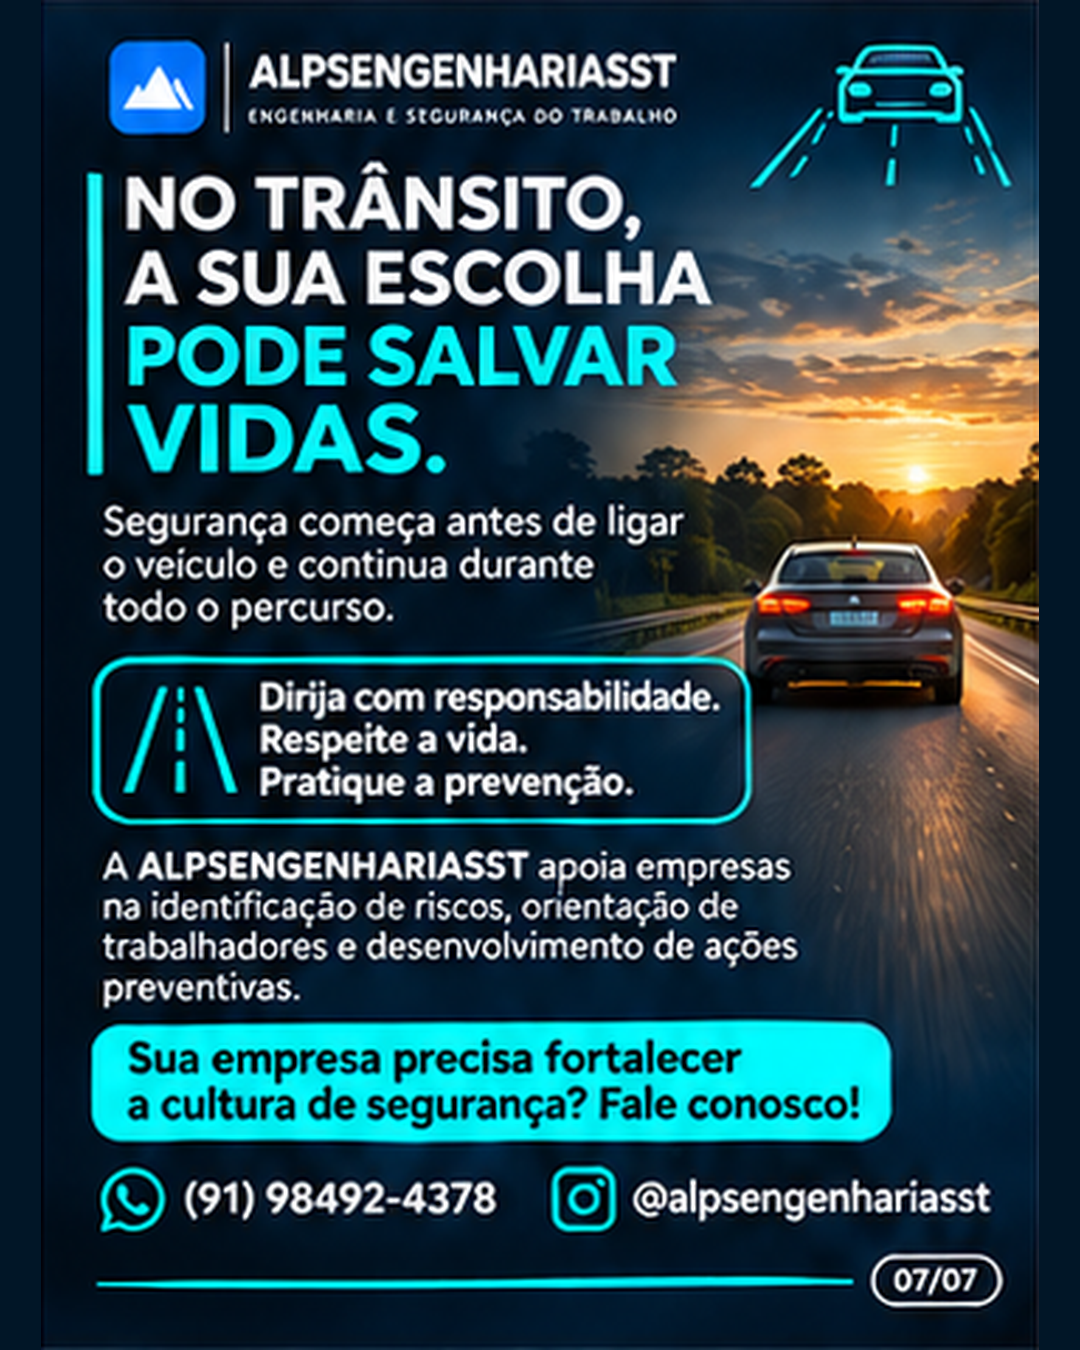 ALPSENGENHARIASST
ENGENHARIA E SEGURANÇA DO TRABALHO
NO TRÂNSITO,
A SUA ESCOLHA
PODE SALVAR
VIDAS.
Segurança começa antes de ligar
o veículo e continua durante
todo o percurso.
Dirija com responsabilidade.
Respeite a vida.
Pratique a prevenção.
A ALPSENGENHARIASST apoia empresas
na identificação de riscos, orientação de
trabalhadores e desenvolvimento de ações
preventivas.
Sua empresa precisa fortalecer
a cultura de segurança? Fale conosco!
(91) 98492-4378
@alpsengenhariasst
07/07